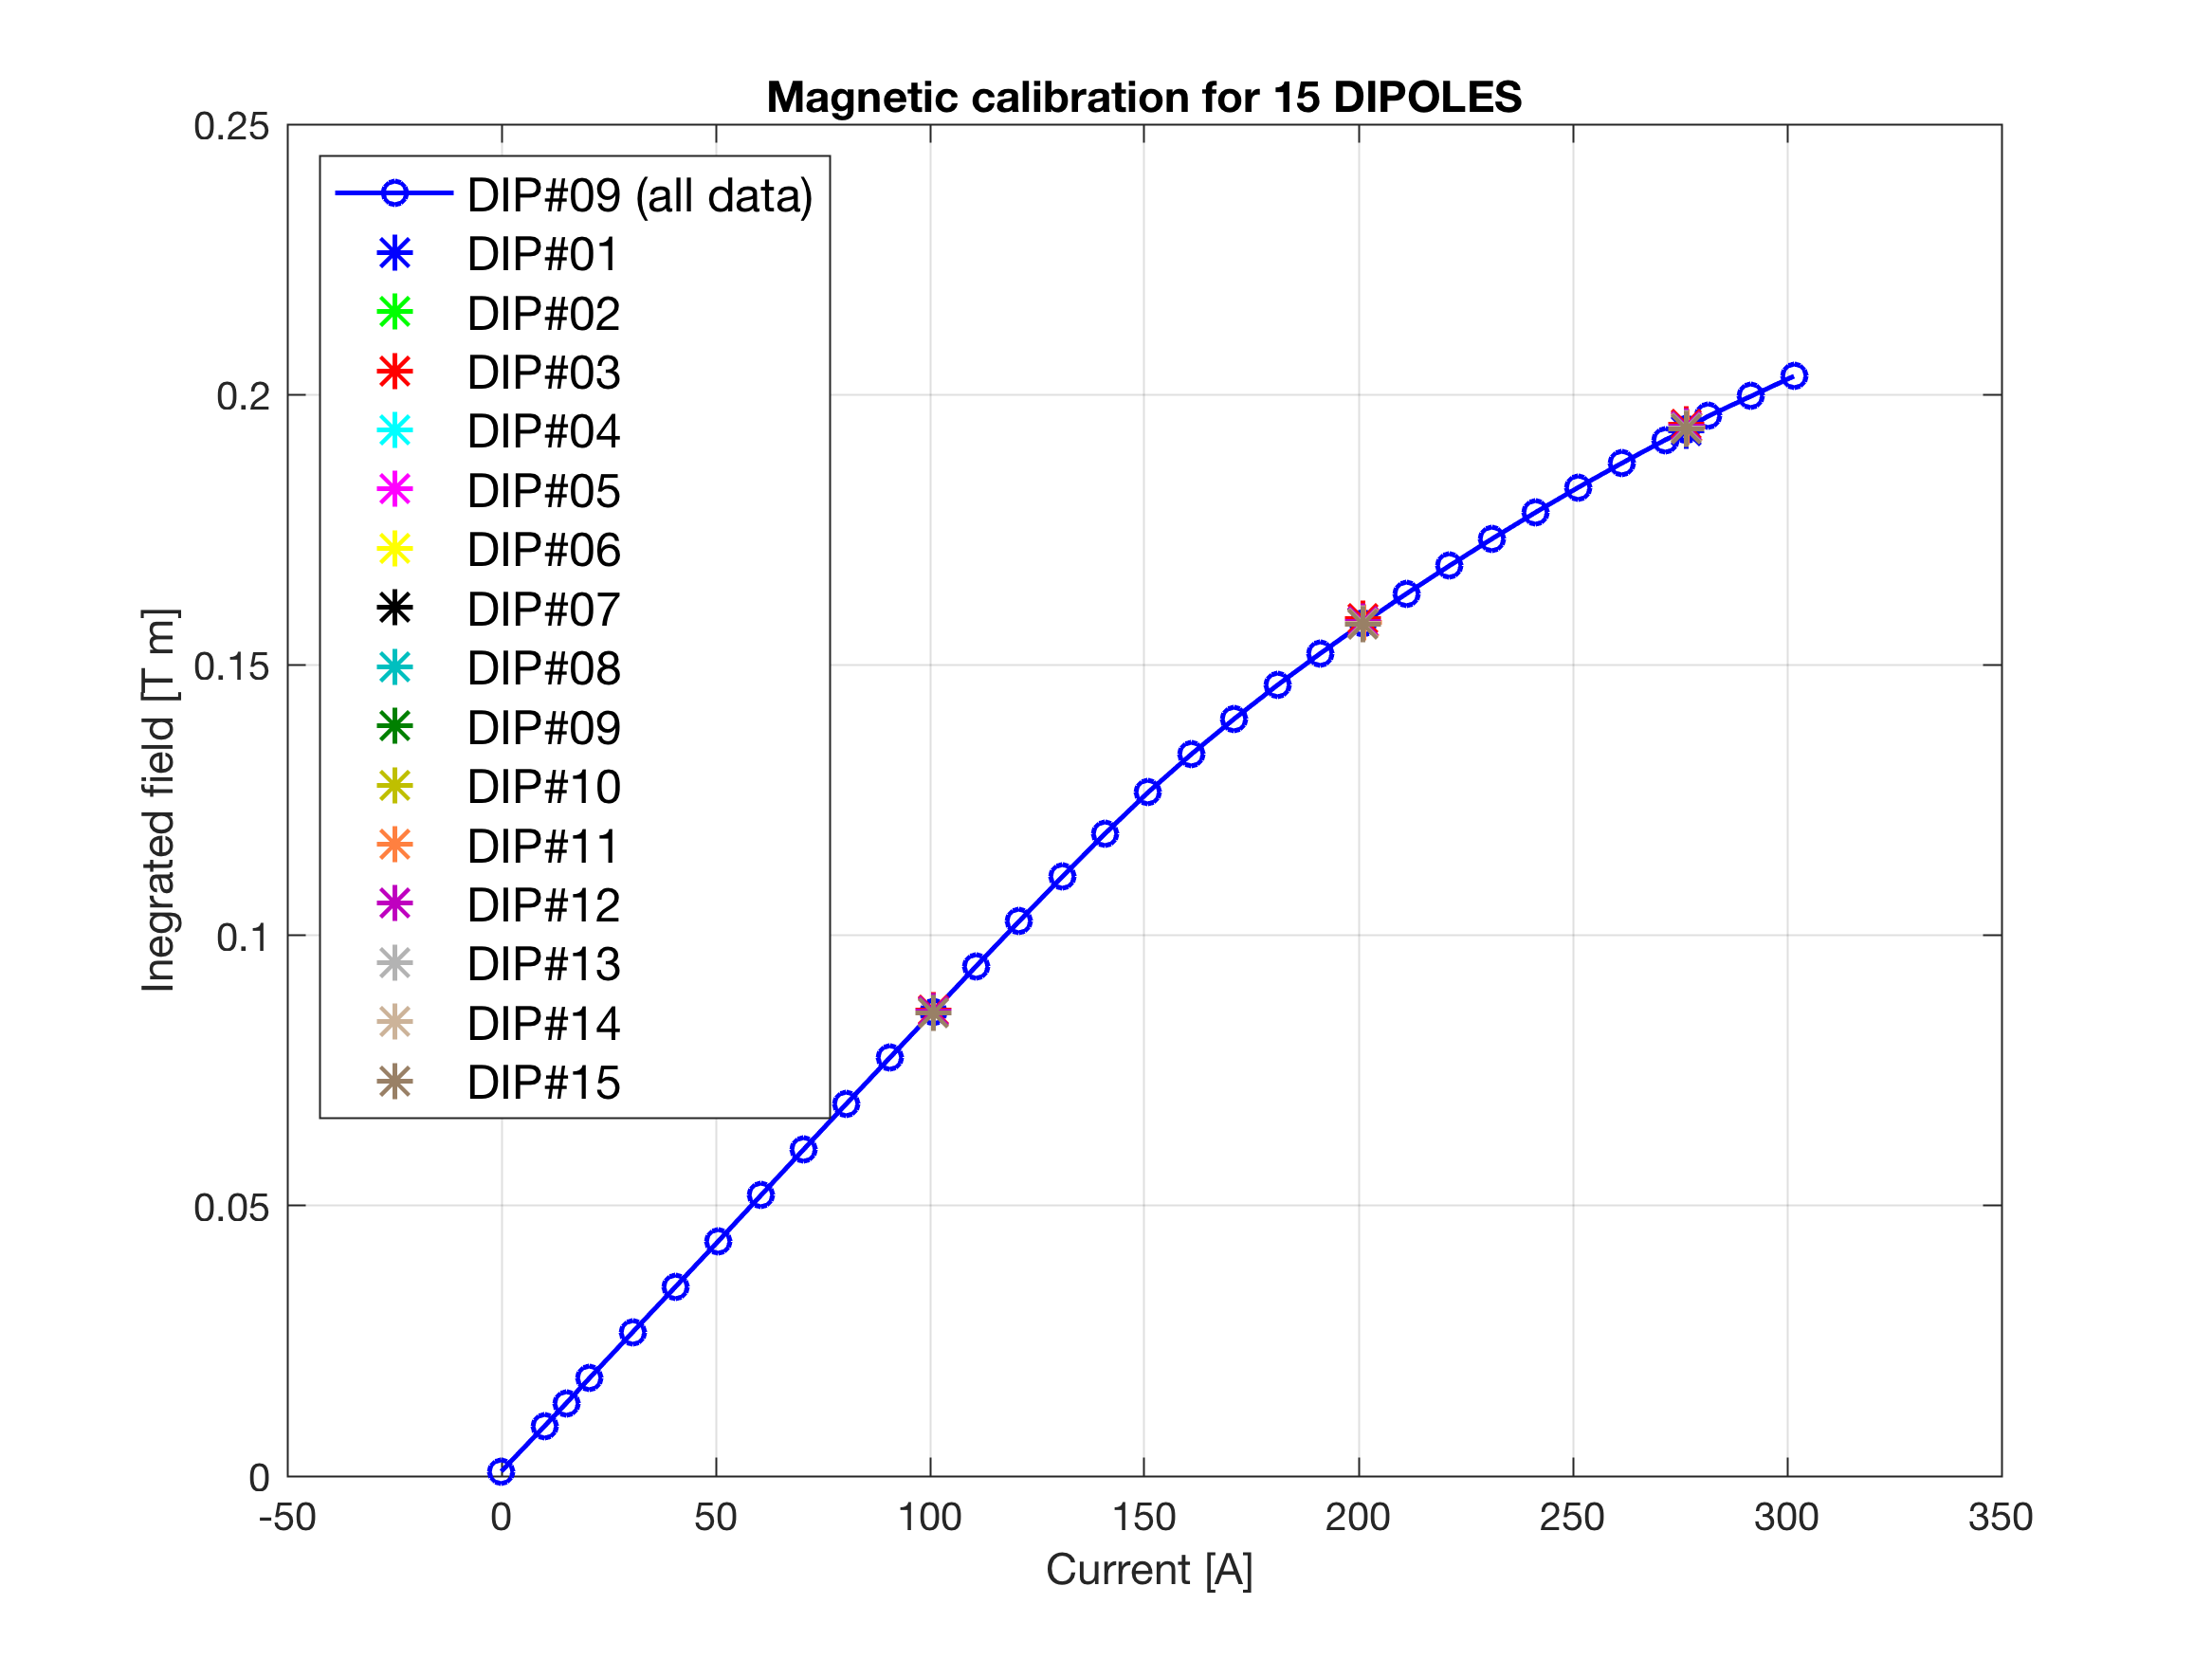 Magnetic calibration for 15 DIPOLES
0.25
0.2
0.15
0.1
0.05
0
Inegrated field [T m]
DIP#09 (all data)
DIP#01
DIP#02
DIP#03
DIP#04
DIP#05
DIP#06
DIP#07
DIP#08
DIP#09
DIP#10
DIP#11
DIP#12
DIP#13
DIP#14
DIP#15
-50 0 50 100 150 200 250 300 350
Current [A]